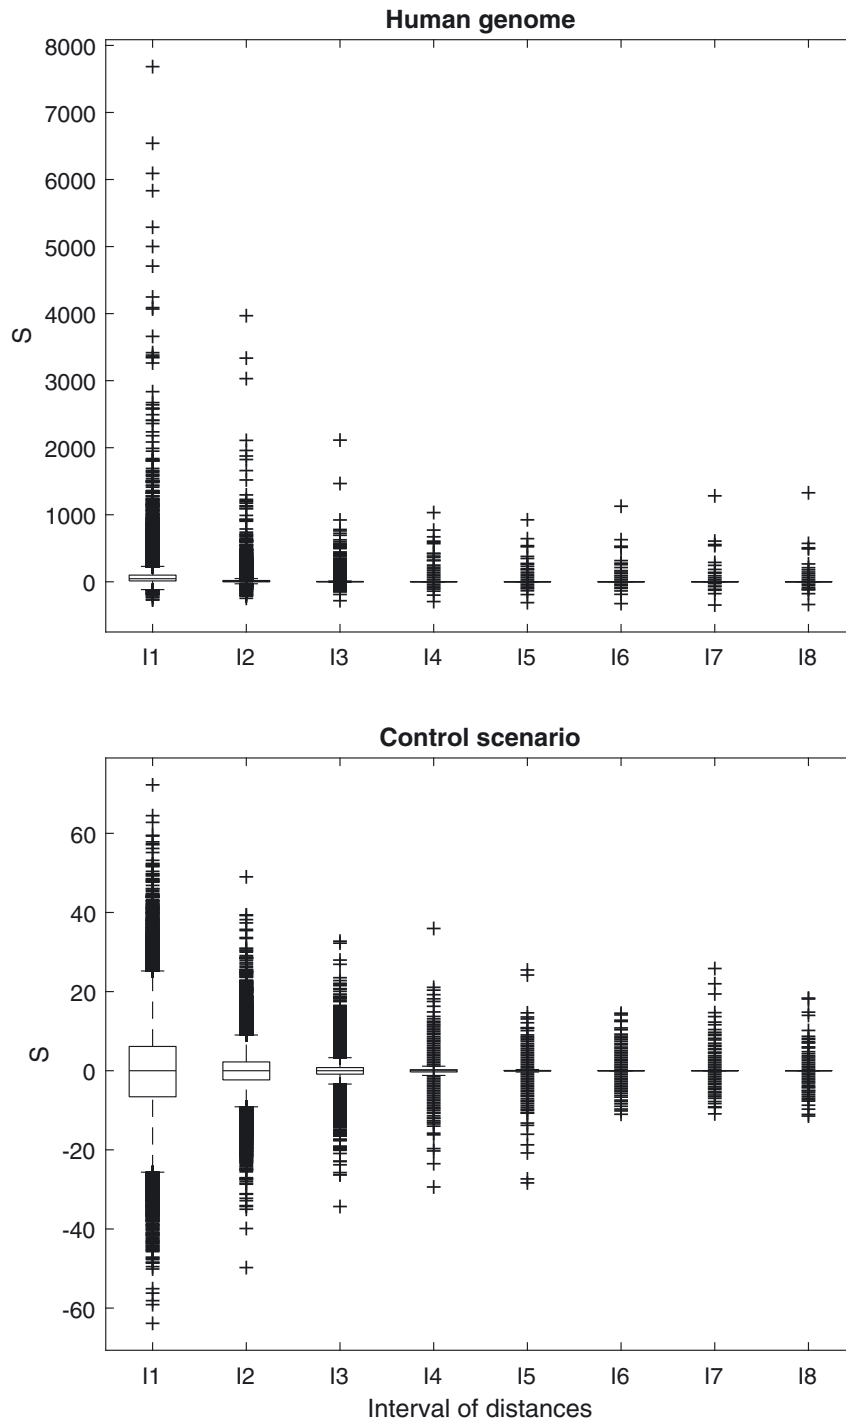 Human genome
8000
7000
6000
5000
4000
3000
2000
1000
0
S
I1 I2 I3 I4 I5 I6 I7 I8
Control scenario
60
40
20
0
-20
-40
-60
S
I1 I2 I3 I4 I5 I6 I7 I8
Interval of distances